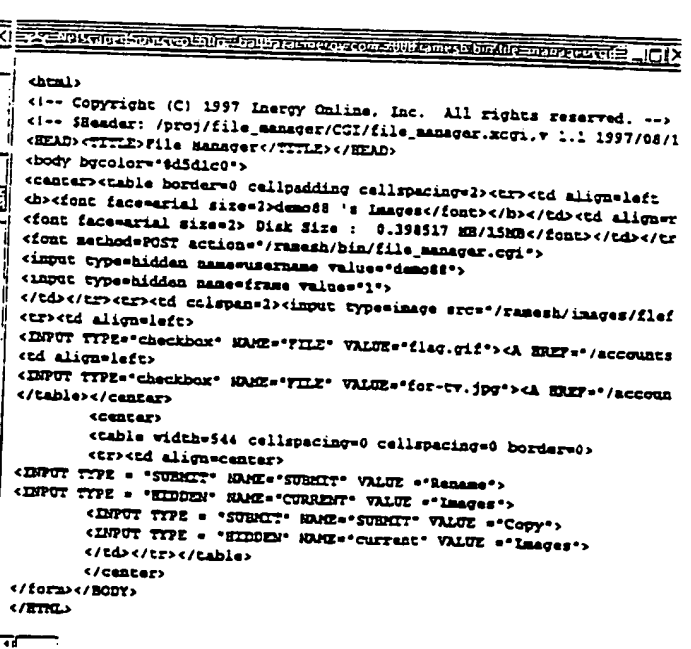 <html>
<!-- Copyright (C) 1997 Inergy Online, Inc. All rights reserved. -->
<!-- $Header: /proj/file_manager/CGI/file_manager.xcgi,v 1.1 1997/08/1
<HEAD><TITLE>File Manager</TITLE></HEAD>
<body bgcolor="#d5d1c0">
<center><table border=0 cellpadding cellspacing=2><tr><td align=left
<b><font face=arial size=2>demo88 's Images</font></b></td><td align=r
<font face=arial size=2> Disk Size : 0.398517 MB/15MB</font></td></tr
<font method=POST action="/ramesh/bin/file_manager.cgi">
<input type=hidden name=username value="demo88">
<input type=hidden name=frame value="1">
</td></tr><tr><td colspan=2><input type=image src="/ramesh/images/flef
<tr><td align=left>
<INPUT TYPE="checkbox" NAME="FILE" VALUE="flag.gif"><A HREF="/accounts
<td align=left>
<INPUT TYPE="checkbox" NAME="FILE" VALUE="for-tv.jpg"><A HREF="/accoun
</table></center>
<center>
<table width=544 cellspacing=0 cellspacing=0 border=0>
<tr><td align=center>
<INPUT TYPE = "SUBMIT" NAME="SUBMIT" VALUE ="Rename">
<INPUT TYPE = "HIDDEN" NAME="CURRENT" VALUE ="Images">
<INPUT TYPE = "SUBMIT" NAME="SUBMIT" VALUE ="Copy">
<INPUT TYPE = "HIDDEN" NAME="current" VALUE ="Images">
</td></tr></table>
</center>
</form></BODY>
</HTML>